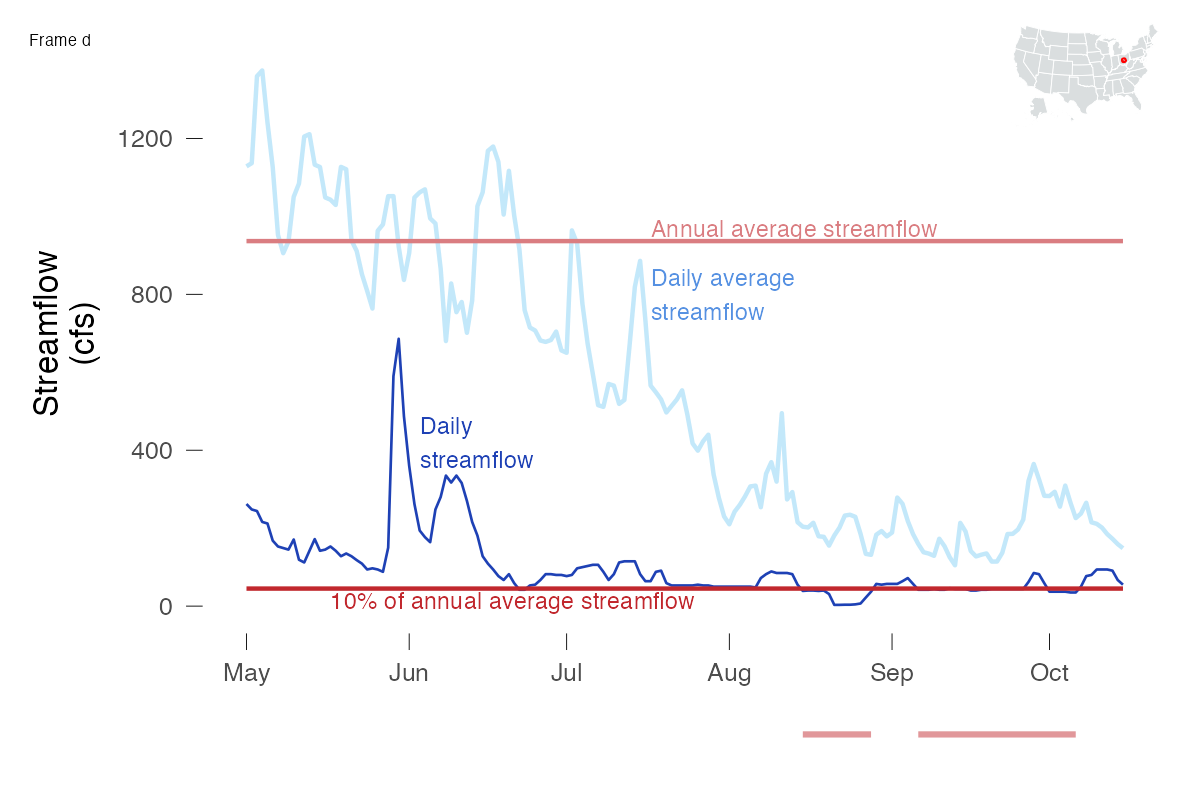 Frame d
1200
800
400
0
Streamflow
(cfs)
Annual average streamflow
Daily average
streamflow
Daily
streamflow
10% of annual average streamflow
May
Jun
Jul
Aug
Sep
Oct